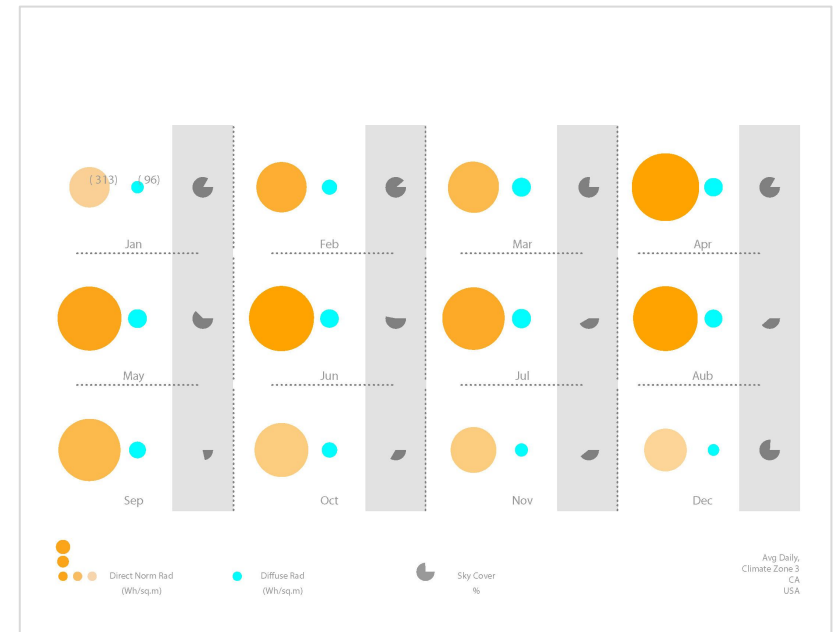 ( 313) ( 96)
Jan Feb Mar Apr
May Jun Jul Aub
Sep Oct Nov Dec
Direct Norm Rad
(Wh/sq.m)
Diffuse Rad
(Wh/sq.m)
Sky Cover
%
Avg Daily,
Climate Zone 3
CA
USA